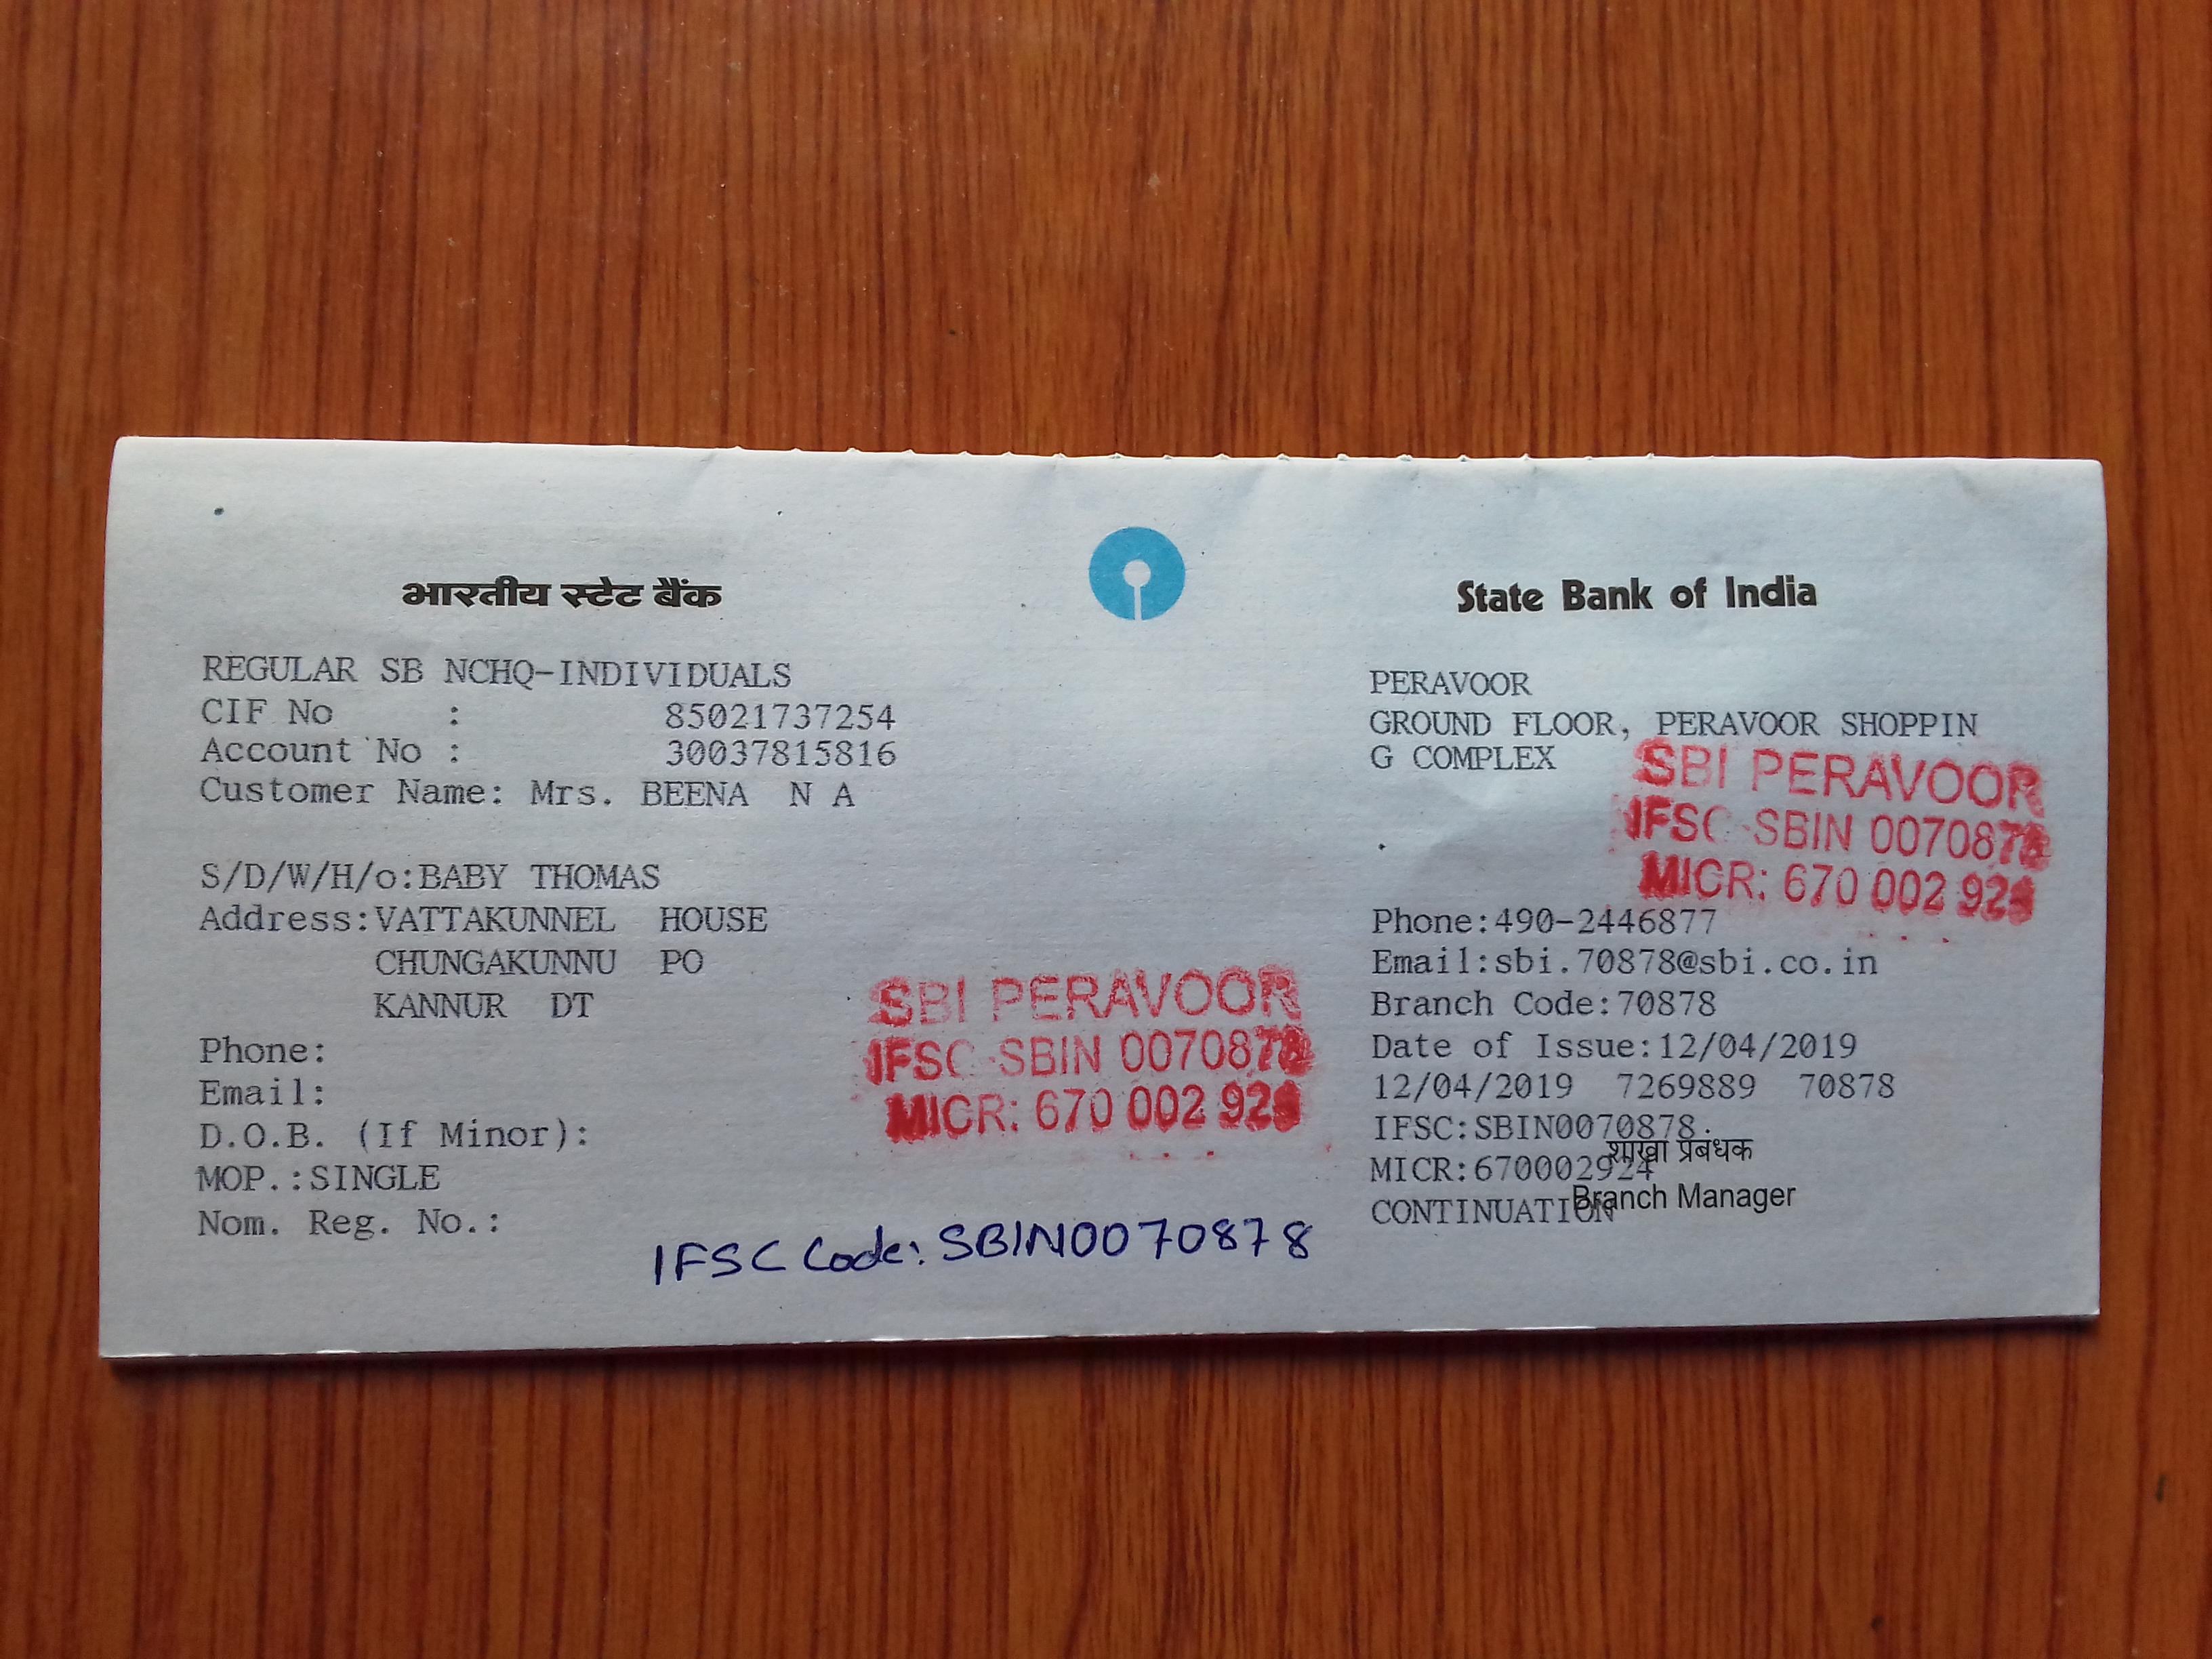 भारतीय स्टेट बैंक
State Bank of India
REGULAR SB NCHQ-INDIVIDUALS
CIF No : 85021737254
Account No : 30037815816
Customer Name: Mrs. BEENA N A
S/D/W/H/o:BABY THOMAS
Address:VATTAKUNNEL HOUSE
CHUNGAKUNNU PO
KANNUR DT
Phone:
Email:
D.O.B. (If Minor):
MOP.:SINGLE
Nom. Reg. No.:
SBI PERAVOOR
IFSC SBIN 0070878
MICR: 670 002 924
IFSC Code: SBIN0070878
PERAVOOR
GROUND FLOOR, PERAVOOR SHOPPIN
G COMPLEX
SBI PERAVOOR
IFSC SBIN 0070878
MICR: 670 002 924
Phone:490-2446877
Email:sbi.70878@sbi.co.in
Branch Code:70878
Date of Issue:12/04/2019
12/04/2019 7269889 70878
IFSC:SBIN0070878.
MICR:670002924
शाखा प्रबंधक
CONTINUATION
Branch Manager